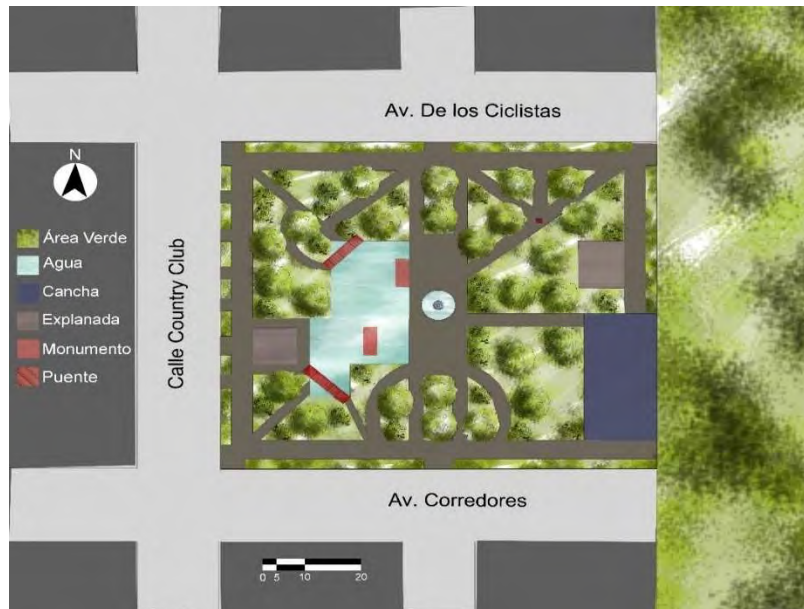 Av. De los Ciclistas
N
Área Verde
Agua
Cancha
Explanada
Monumento
Puente
Calle Country Club
Av. Corredores
0 5 10 20